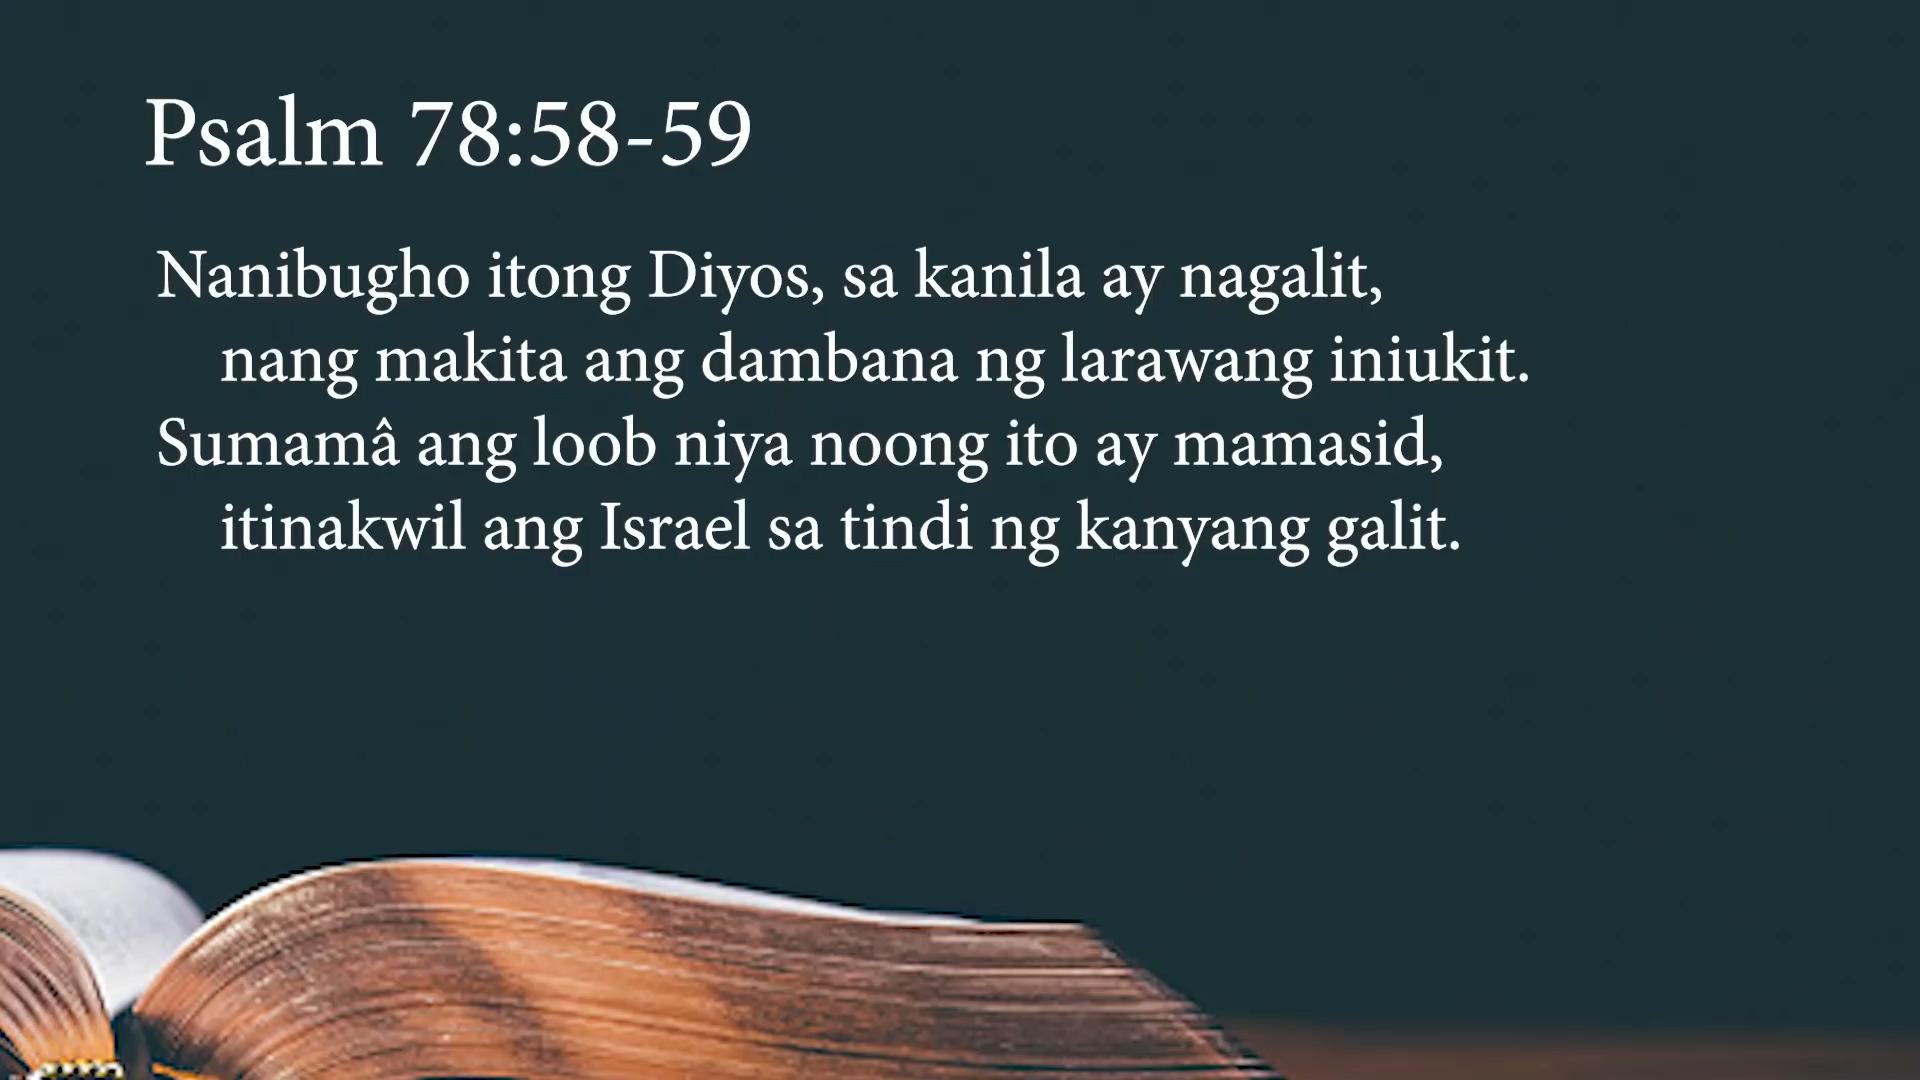 Psalm 78:58-59
Nanibugho itong Diyos, sa kanila ay nagalit,
nang makita ang dambana ng larawang iniukit.
Sumamâ ang loob niya noong ito ay mamasid,
itinakwil ang Israel sa tindi ng kanyang galit.